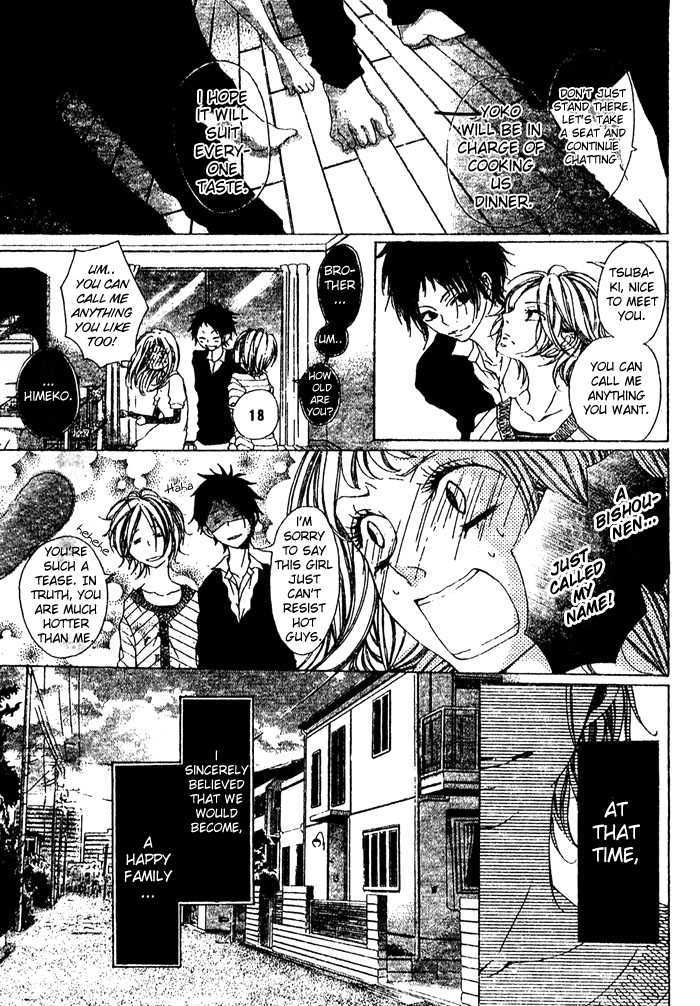 DON'T JUST
STAND THERE.
LET'S TAKE
A SEAT AND
CONTINUE
CHATTING
YOKO
WILL BE IN
CHARGE OF
COOKING
US
DINNER.
I HOPE
IT WILL
SUIT
EVERY-
ONE
TASTE.
TSUBA-
KI, NICE
TO MEET
YOU.
YOU CAN
CALL ME
ANYTHING
YOU WANT.
BRO-
THER
...
UM..
HOW
OLD
ARE
YOU?
18
UM..
YOU CAN
CALL ME
ANYTHING
YOU LIKE
TOO!
...
HIMEKO.
A
BISHOU-
NEN...
JUST
CALLED
MY
NAME!
I'M
SORRY
TO SAY
THIS GIRL
JUST
CAN'T
RESIST
HOT
GUYS.
Haha
hehehe
YOU'RE
SUCH A
TEASE. IN
TRUTH, YOU
ARE MUCH
HOTTER
THAN ME.
AT
THAT
TIME,
I
SINCERELY
BELIEVED
THAT WE
WOULD
BECOME,
A
HAPPY
FAMILY
...